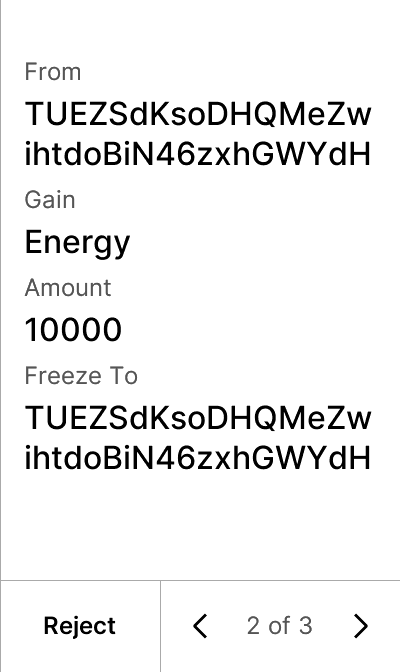 From
TUEZSdKsoDHQMeZw
ihtdoBiN46zxhGWYdH
Gain
Energy
Amount
10000
Freeze To
TUEZSdKsoDHQMeZw
ihtdoBiN46zxhGWYdH
Reject
2 of 3